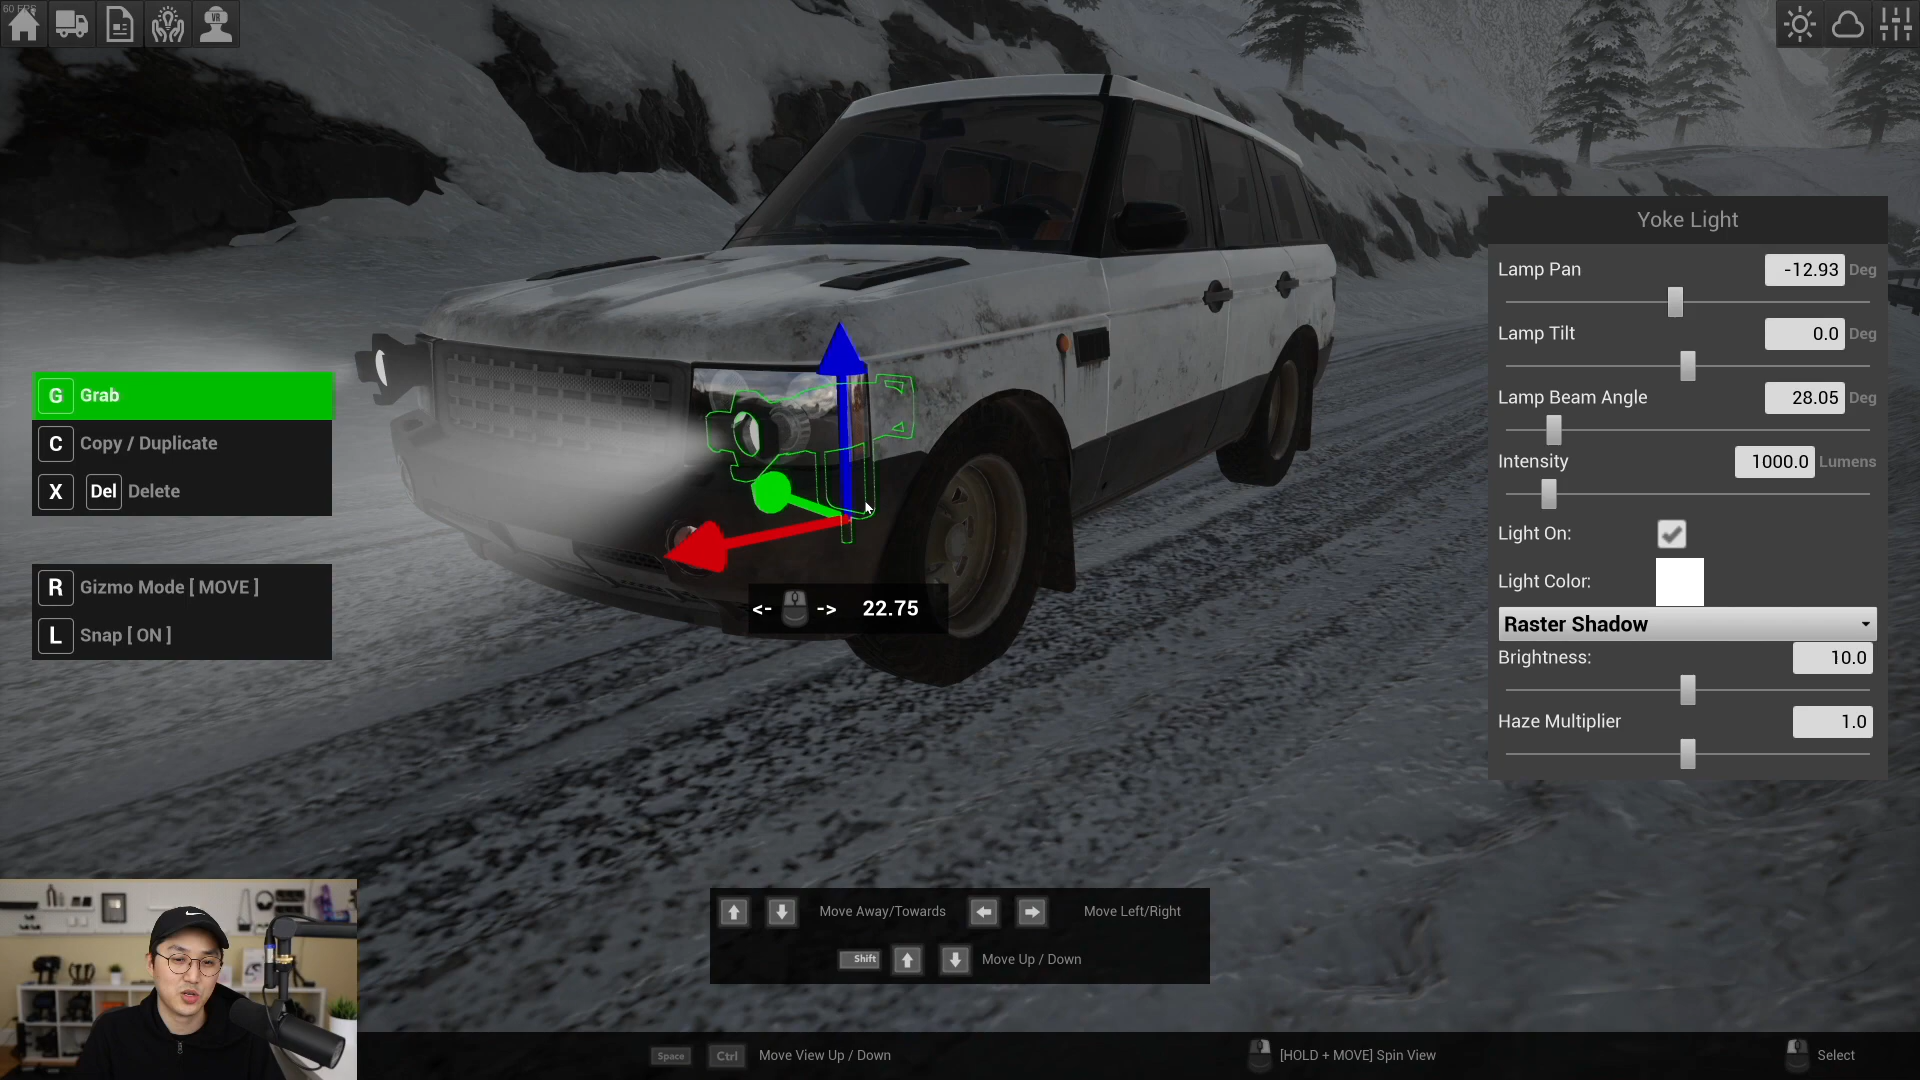 60 FPS
VR
Yoke Light
Lamp Pan -12.93 Deg
Lamp Tilt 0.0 Deg
Lamp Beam Angle 28.05 Deg
Intensity 1000.0 Lumens
Light On:
Light Color:
Raster Shadow
Brightness: 10.0
Haze Multiplier 1.0
G Grab
C Copy / Duplicate
X Del Delete
R Gizmo Mode [ MOVE ]
L Snap [ ON ]
<- -> 22.75
Move Away/Towards Move Left/Right
Shift Move Up / Down
Space Ctrl Move View Up / Down [HOLD + MOVE] Spin View Select